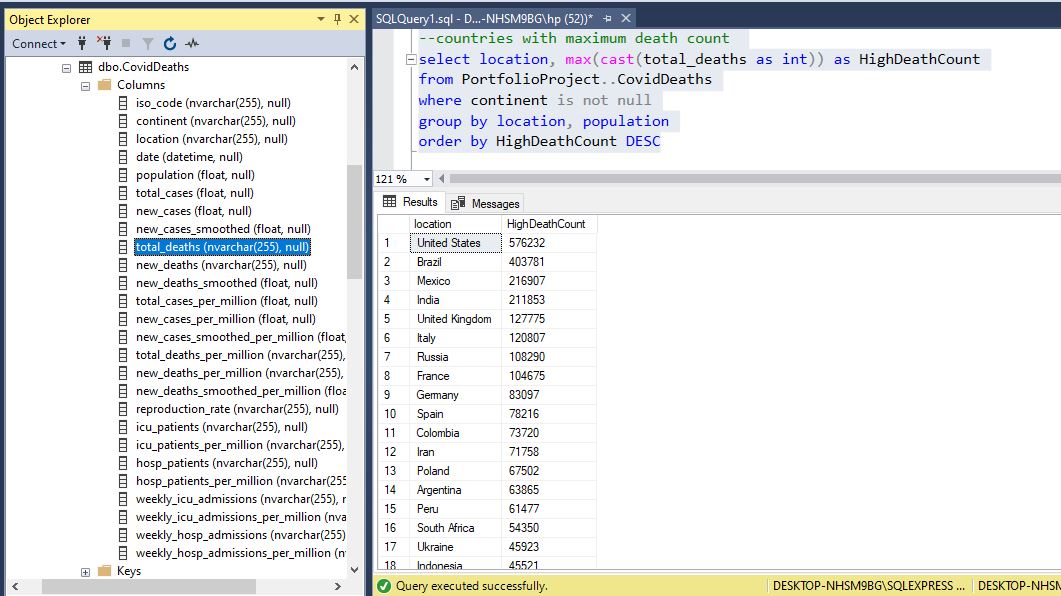 Object Explorer
Connect
dbo.CovidDeaths
Columns
iso_code (nvarchar(255), null)
continent (nvarchar(255), null)
location (nvarchar(255), null)
date (datetime, null)
population (float, null)
total_cases (float, null)
new_cases (float, null)
new_cases_smoothed (float, null)
total_deaths (nvarchar(255), null)
new_deaths (nvarchar(255), null)
new_deaths_smoothed (float, null)
total_cases_per_million (float, null)
new_cases_per_million (float, null)
new_cases_smoothed_per_million (float,
total_deaths_per_million (nvarchar(255),
new_deaths_per_million (nvarchar(255),
new_deaths_smoothed_per_million (floa
reproduction_rate (nvarchar(255), null)
icu_patients (nvarchar(255), null)
icu_patients_per_million (nvarchar(255),
hosp_patients (nvarchar(255), null)
hosp_patients_per_million (nvarchar(255
weekly_icu_admissions (nvarchar(255), r
weekly_icu_admissions_per_million (nva
weekly_hosp_admissions (nvarchar(255)
weekly_hosp_admissions_per_million (n
Keys
SQLQuery1.sql - D...-NHSM9BG\hp (52))*
--countries with maximum death count
select location, max(cast(total_deaths as int)) as HighDeathCount
from PortfolioProject..CovidDeaths
where continent is not null
group by location, population
order by HighDeathCount DESC
121 %
Results Messages
location HighDeathCount
1 United States 576232
2 Brazil 403781
3 Mexico 216907
4 India 211853
5 United Kingdom 127775
6 Italy 120807
7 Russia 108290
8 France 104675
9 Germany 83097
10 Spain 78216
11 Colombia 73720
12 Iran 71758
13 Poland 67502
14 Argentina 63865
15 Peru 61477
16 South Africa 54350
17 Ukraine 45923
18 Indonesia 45521
Query executed successfully. DESKTOP-NHSM9BG\SQLEXPRESS ... DESKTOP-NHSM